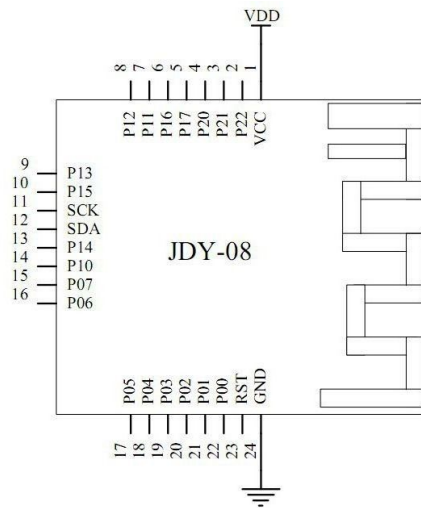 VDD
8 7 6 5 4 3 2 1
P12 P11 P16 P17 P20 P21 P22 VCC
9 P13
10 P15
11 SCK
12 SDA
13 P14
14 P10
15 P07
16 P06
JDY-08
P05 P04 P03 P02 P01 P00 RST GND
17 18 19 20 21 22 23 24